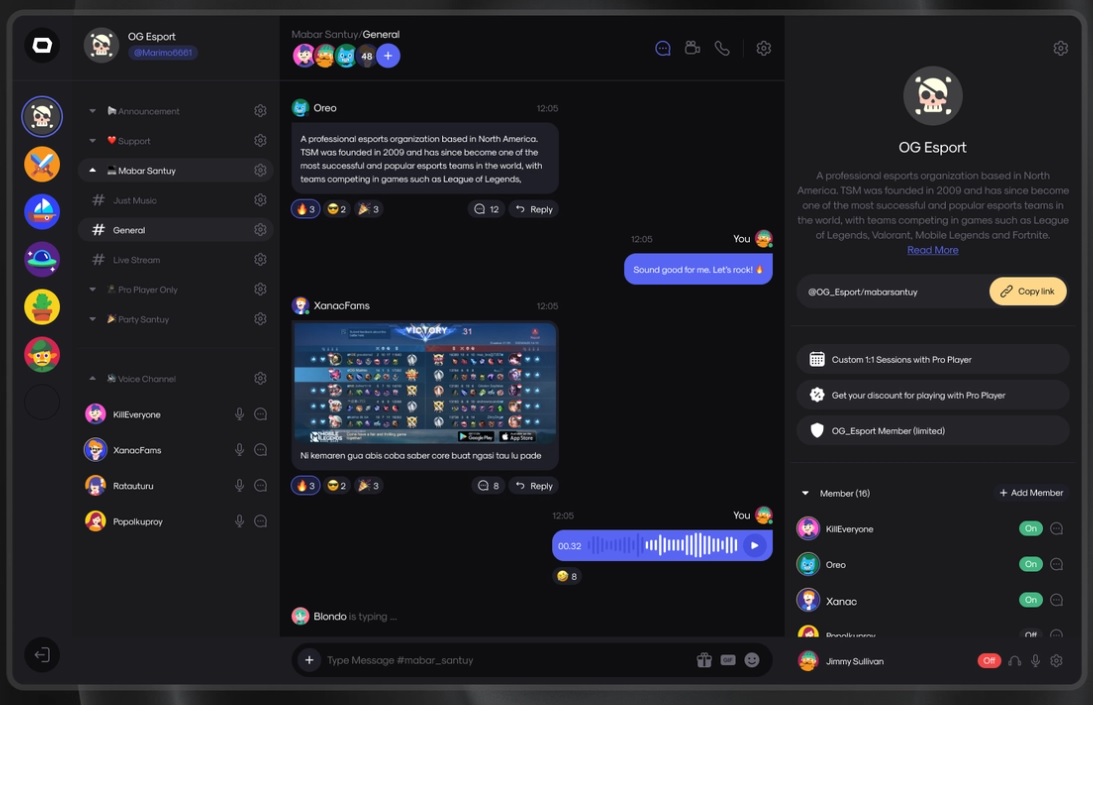 OG Esport
@Marimo6661
Announcement
Support
Mabar Santuy
# Just Music
# General
# Live Stream
Pro Player Only
Party Santuy
Voice Channel
KillEveryone
XanacFams
Ratauturu
Popolkuproy
Mabar Santuy/General
48
+
Oreo 12:05
A professional esports organization based in North America.
TSM was founded in 2009 and has since become one of the
most successful and popular esports teams in the world, with
teams competing in games such as League of Legends,
🔥 3 😎 2 🎉 3 12 Reply
12:05 You
Sound good for me. Let's rock! 🔥
XanacFams 12:05
VICTORY 31
MOBILE LEGENDS
Google Play
App Store
Ni kemaren gua abis coba saber core buat ngasi tau lu pade
🔥 3 😎 2 🎉 3 8 Reply
12:05 You
00.32
🤣 8
Blondo is typing ...
+ Type Message #mabar_santuy
GIF
OG Esport
A professional esports organization based in North
America. TSM was founded in 2009 and has since become
one of the most successful and popular esports teams in
the world, with teams competing in games such as League
of Legends, Valorant, Mobile Legends and Fortnite.
Read More
@OG_Esport/mabarsantuy Copy link
Custom 1:1 Sessions with Pro Player
Get your discount for playing with Pro Player
OG_Esport Member (limited)
Member (16) + Add Member
KillEveryone On
Oreo On
Xanac On
Popolkuproy Off
Jimmy Sullivan Off